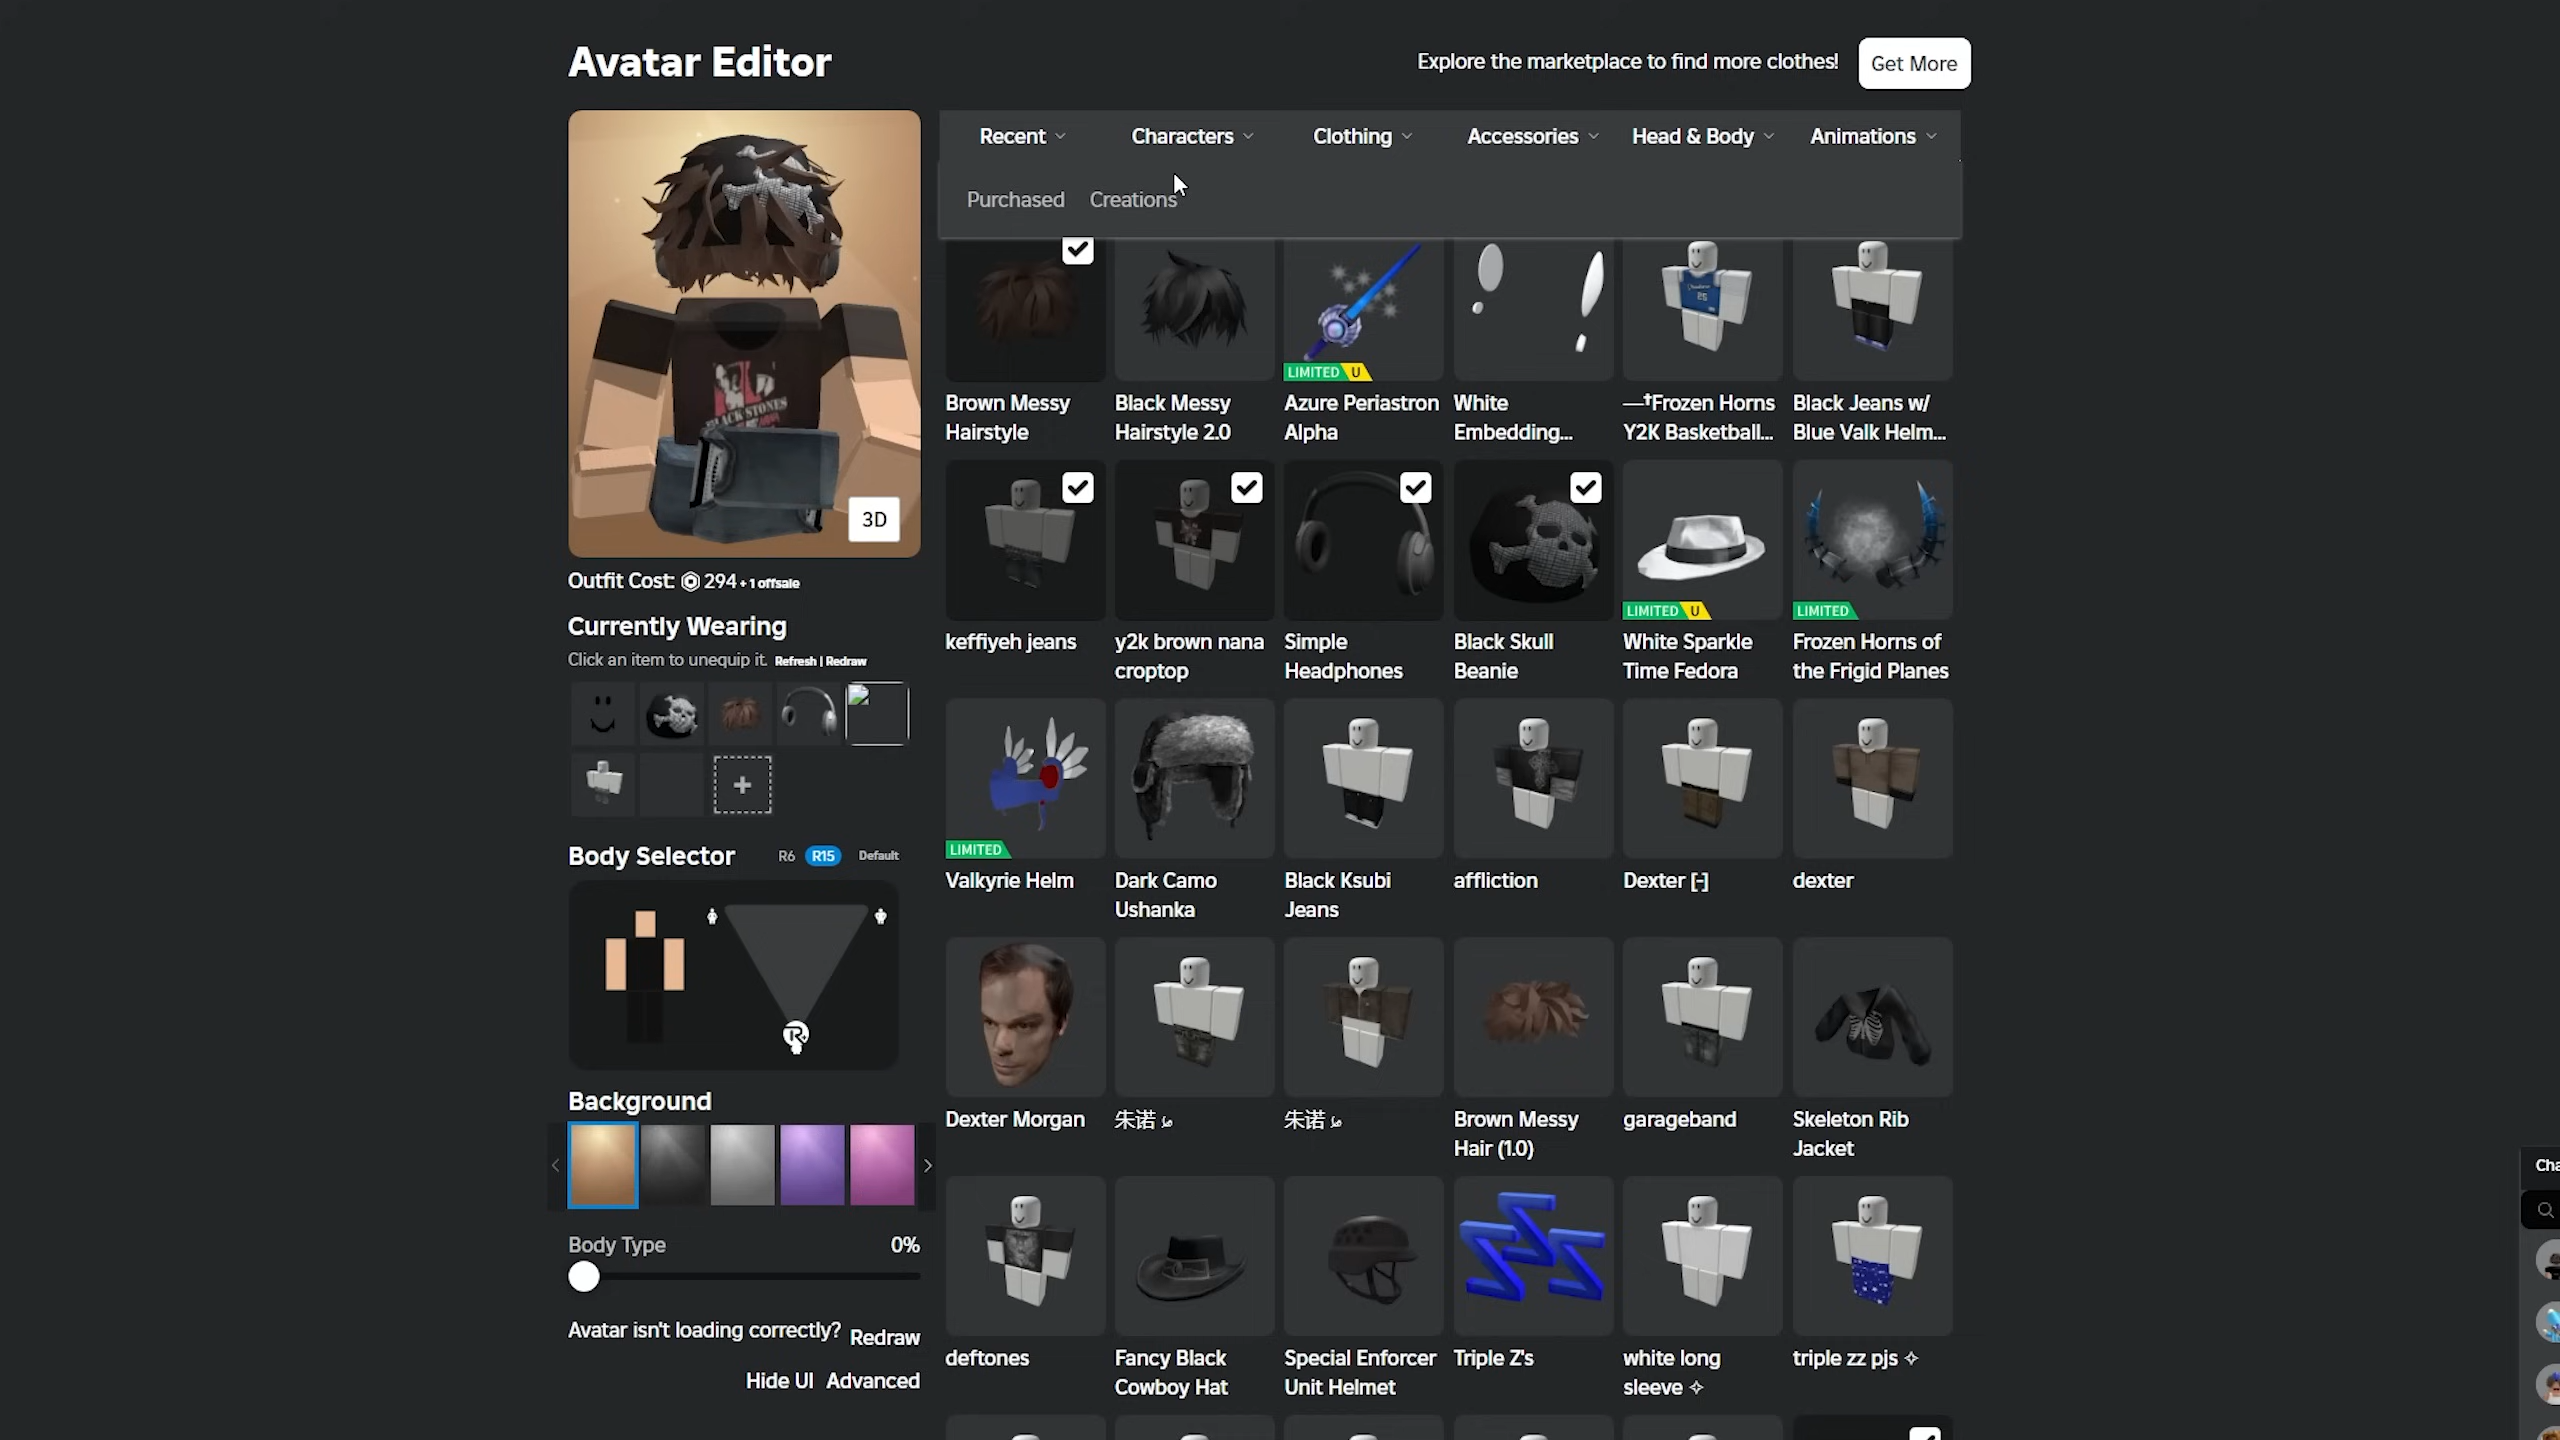 Avatar Editor
Explore the marketplace to find more clothes!
Get More
Recent
Characters
Clothing
Accessories
Head & Body
Animations
Purchased
Creations
BLACK STONES
3D
Outfit Cost: 294 + 1 offsale
Currently Wearing
Click an item to unequip it. Refresh | Redraw
Body Selector
R6
R15
Default
Background
Body Type
0%
Avatar isn't loading correctly?
Redraw
Hide UI
Advanced
LIMITED U
25
Brown Messy
Hairstyle
Black Messy
Hairstyle 2.0
Azure Periastron
Alpha
White
Embedding...
—†Frozen Horns
Y2K Basketball...
Black Jeans w/
Blue Valk Helm...
LIMITED U
LIMITED
keffiyeh jeans
y2k brown nana
croptop
Simple
Headphones
Black Skull
Beanie
White Sparkle
Time Fedora
Frozen Horns of
the Frigid Planes
LIMITED
Valkyrie Helm
Dark Camo
Ushanka
Black Ksubi
Jeans
affliction
Dexter [-]
dexter
Dexter Morgan
朱诺
朱诺
Brown Messy
Hair (1.0)
garageband
Skeleton Rib
Jacket
deftones
Fancy Black
Cowboy Hat
Special Enforcer
Unit Helmet
Triple Z's
white long
sleeve ✧
triple zz pjs ✧
Cha